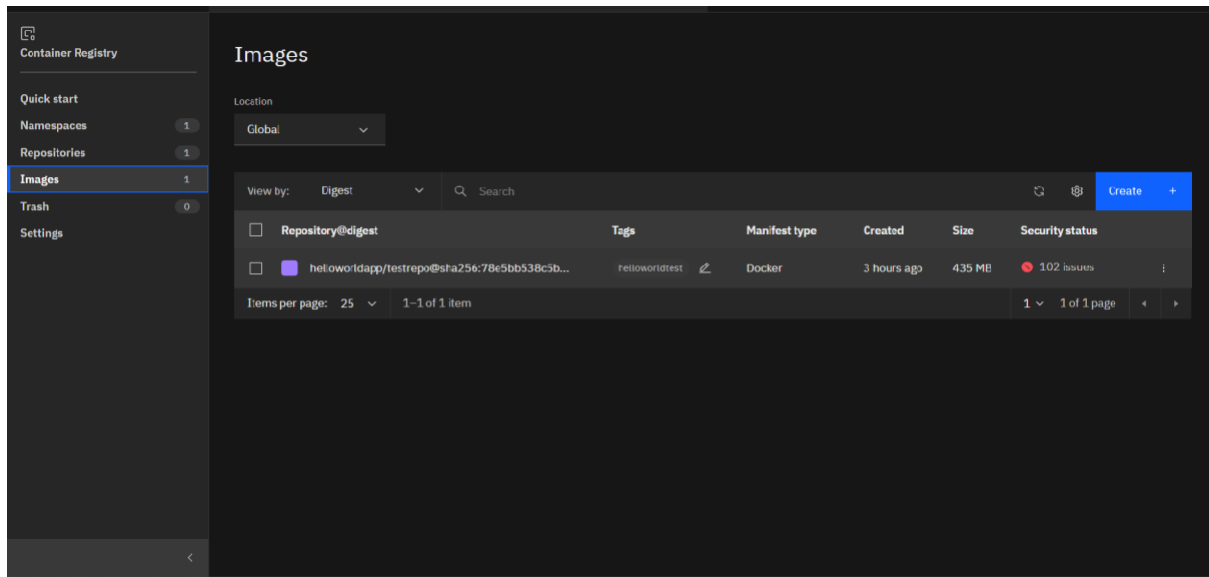 Container Registry
Quick start
Namespaces 1
Repositories 1
Images 1
Trash 0
Settings
Images
Location
Global
View by: Digest Search Create +
Repository@digest Tags Manifest type Created Size Security status
helloworldapp/testrepo@sha256:78e5bb538c5b... helloworldtest Docker 3 hours ago 435 MB 102 issues
Items per page: 25 1–1 of 1 item 1 1 of 1 page